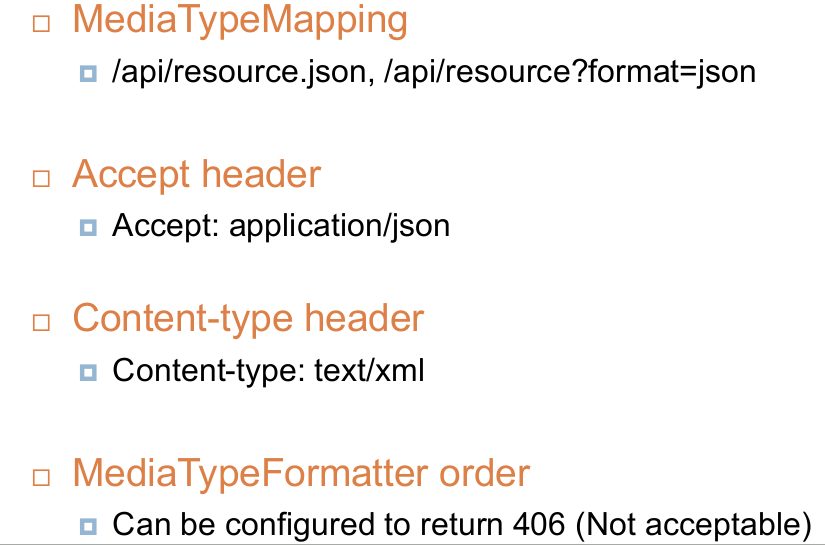 MediaTypeMapping
/api/resource.json, /api/resource?format=json
Accept header
Accept: application/json
Content-type header
Content-type: text/xml
MediaTypeFormatter order
Can be configured to return 406 (Not acceptable)